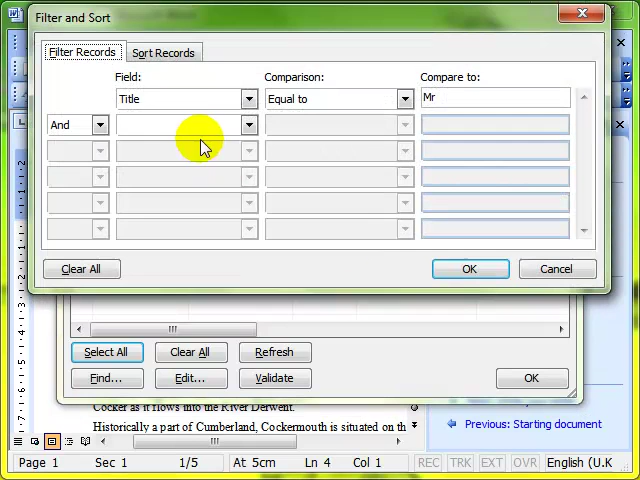 Filter and Sort
Filter Records
Sort Records
Field:
Comparison:
Compare to:
Title
Equal to
Mr
And
Clear All
OK
Cancel
Select All
Clear All
Refresh
Find...
Edit...
Validate
OK
Cocker as it flows into the River Derwent.
Historically a part of Cumberland, Cockermouth is situated on th
Previous: Starting document
Page 1
Sec 1
1/5
At 5cm
Ln 4
Col 1
REC
TRK
EXT
OVR
English (U.K